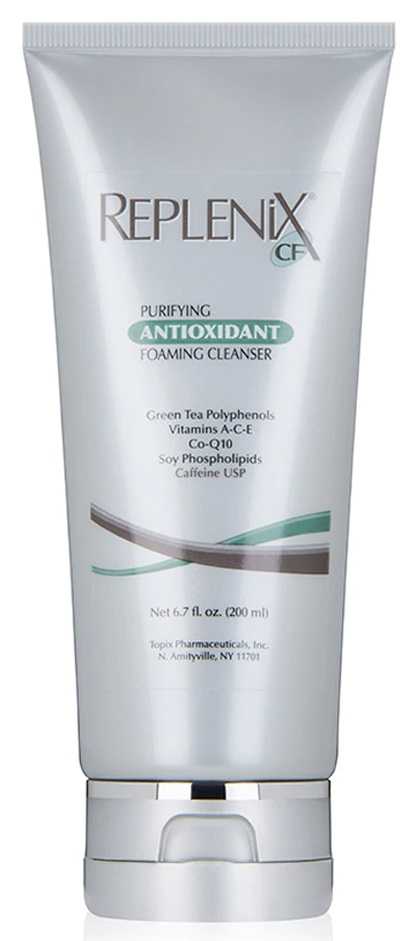 REPLENiX®
CF
PURIFYING
ANTIOXIDANT
FOAMING CLEANSER
Green Tea Polyphenols
Vitamins A-C-E
Co-Q10
Soy Phospholipids
Caffeine USP
Net 6.7 fl. oz. (200 ml)
Topix Pharmaceuticals, Inc.
N. Amityville, NY 11701